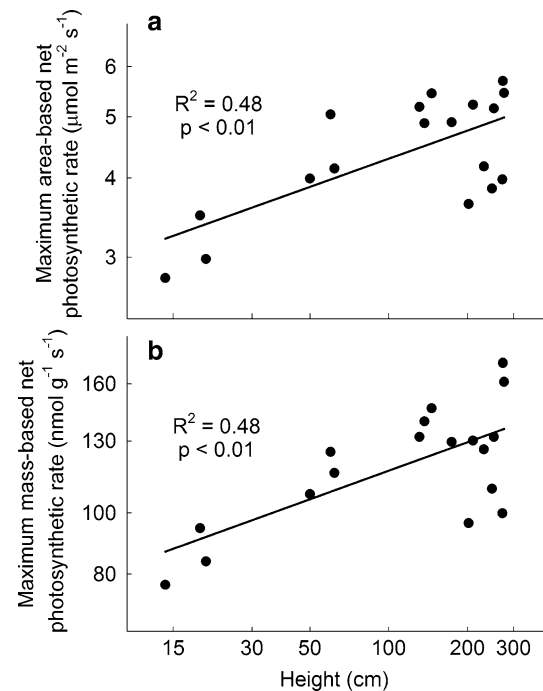 a
Maximum area-based net
photosynthetic rate (μmol m⁻² s⁻¹)
6
5
4
3
R² = 0.48
p < 0.01
b
Maximum mass-based net
photosynthetic rate (nmol g⁻¹ s⁻¹)
160
130
100
80
R² = 0.48
p < 0.01
15 30 50 100 200 300
Height (cm)